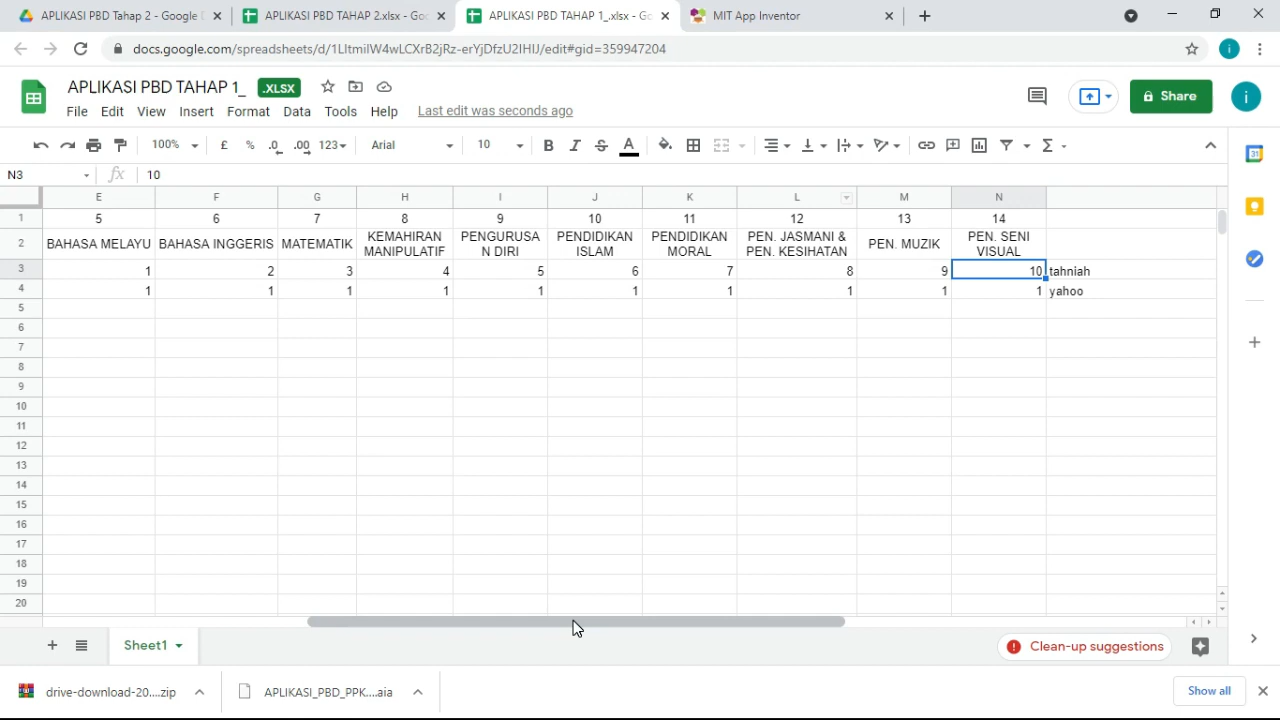 APLIKASI PBD Tahap 2 - Google
APLIKASI PBD TAHAP 2.xlsx - Goo
APLIKASI PBD TAHAP 1_.xlsx - Go
MIT App Inventor
docs.google.com/spreadsheets/d/1LItmilW4wLCXrB2jRz-erYjDfzU2IHIJ/edit#gid=359947204
i
APLIKASI PBD TAHAP 1_
.XLSX
Share
i
File Edit View Insert Format Data Tools Help Last edit was seconds ago
100% £ % .0 .00 123 Arial 10 B I S A Σ
N3 fx 10
E F G H I J K L M N
1 5 6 7 8 9 10 11 12 13 14
2 BAHASA MELAYU BAHASA INGGERIS MATEMATIK KEMAHIRAN MANIPULATIF PENGURUSA N DIRI PENDIDIKAN ISLAM PENDIDIKAN MORAL PEN. JASMANI & PEN. KESIHATAN PEN. MUZIK PEN. SENI VISUAL
3 1 2 3 4 5 6 7 8 9 10 tahniah
4 1 1 1 1 1 1 1 1 1 1 yahoo
5
6
7
8
9
10
11
12
13
14
15
16
17
18
19
20
Sheet1
Clean-up suggestions
drive-download-20....zip
APLIKASI_PBD_PPK....aia
Show all